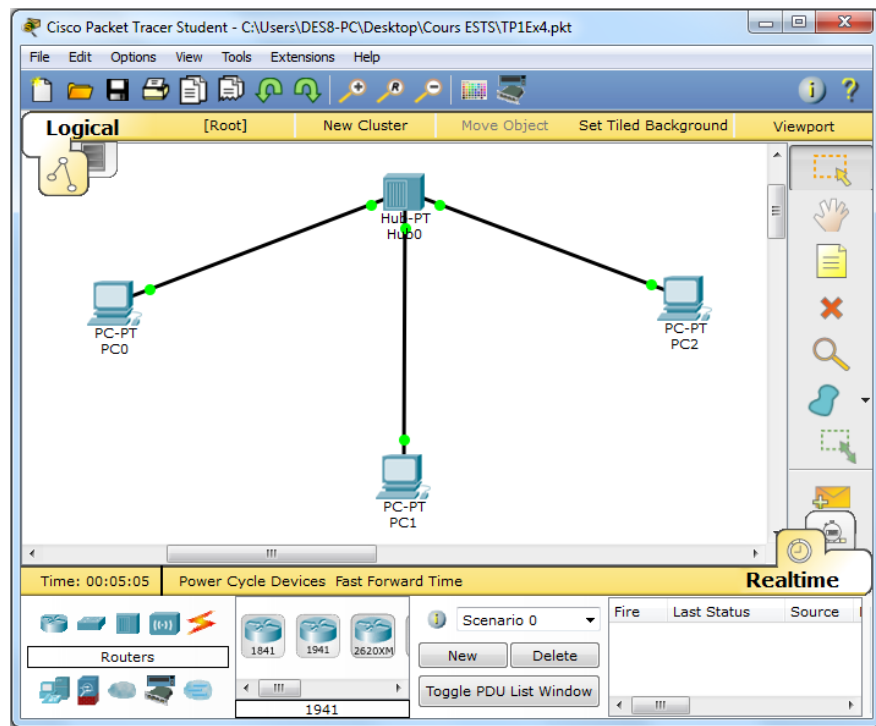 Cisco Packet Tracer Student - C:\Users\DES8-PC\Desktop\Cours ESTS\TP1Ex4.pkt
File Edit Options View Tools Extensions Help
Logical [Root] New Cluster Move Object Set Tiled Background Viewport
Hub-PT
Hub0
PC-PT
PC0
PC-PT
PC2
PC-PT
PC1
Time: 00:05:05 Power Cycle Devices Fast Forward Time Realtime
Routers
1841 1941 2620XM
1941
Scenario 0
New Delete
Toggle PDU List Window
Fire Last Status Source